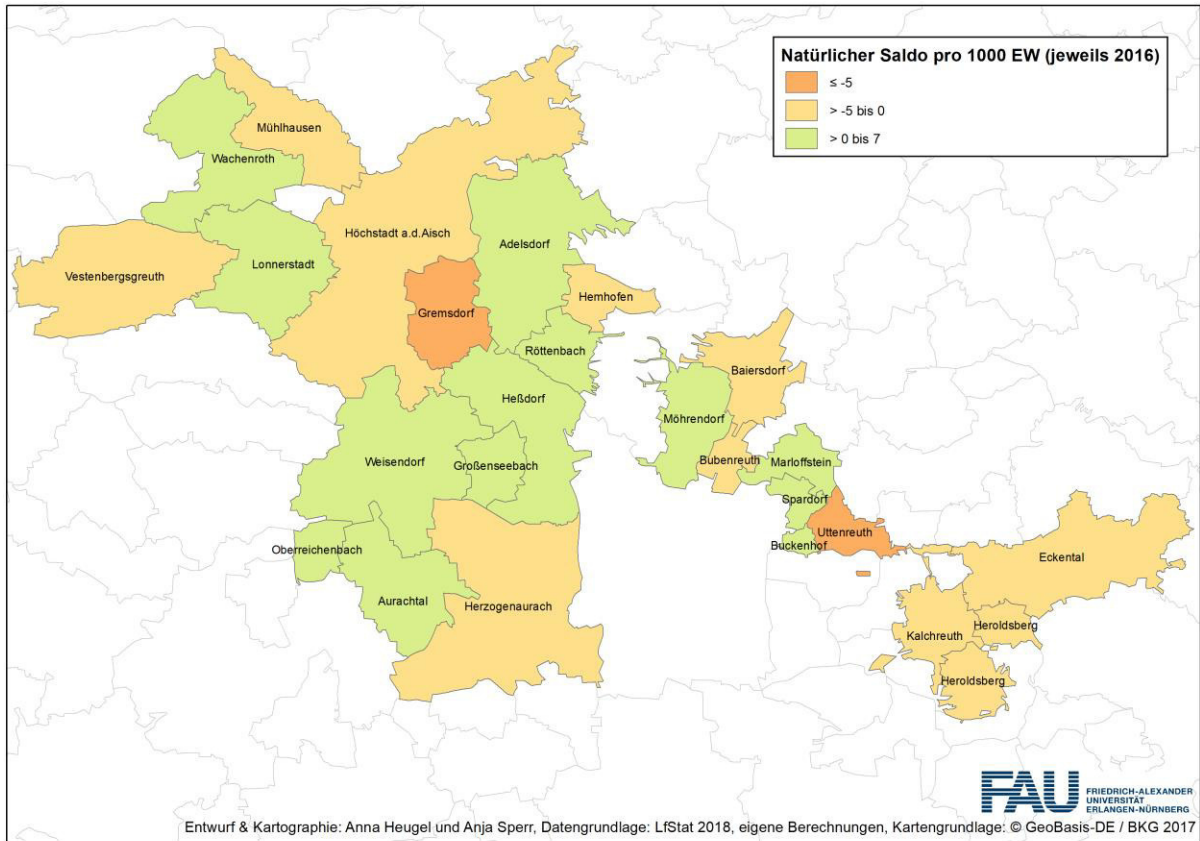 Natürlicher Saldo pro 1000 EW (jeweils 2016)
≤ -5
> -5 bis 0
> 0 bis 7
Mühlhausen
Wachenroth
Höchstadt a.d.Aisch
Adelsdorf
Lonnerstadt
Vestenbergsgreuth
Hemhofen
Gremsdorf
Röttenbach
Baiersdorf
Heßdorf
Möhrendorf
Bubenreuth
Marloffstein
Weisendorf
Großenseebach
Spardorf
Uttenreuth
Buckenhof
Oberreichenbach
Eckental
Aurachtal
Herzogenaurach
Heroldsberg
Kalchreuth
Heroldsberg
FAU
FRIEDRICH-ALEXANDER
UNIVERSITÄT
ERLANGEN-NÜRNBERG
Entwurf & Kartographie: Anna Heugel und Anja Sperr, Datengrundlage: LfStat 2018, eigene Berechnungen, Kartengrundlage: © GeoBasis-DE / BKG 2017